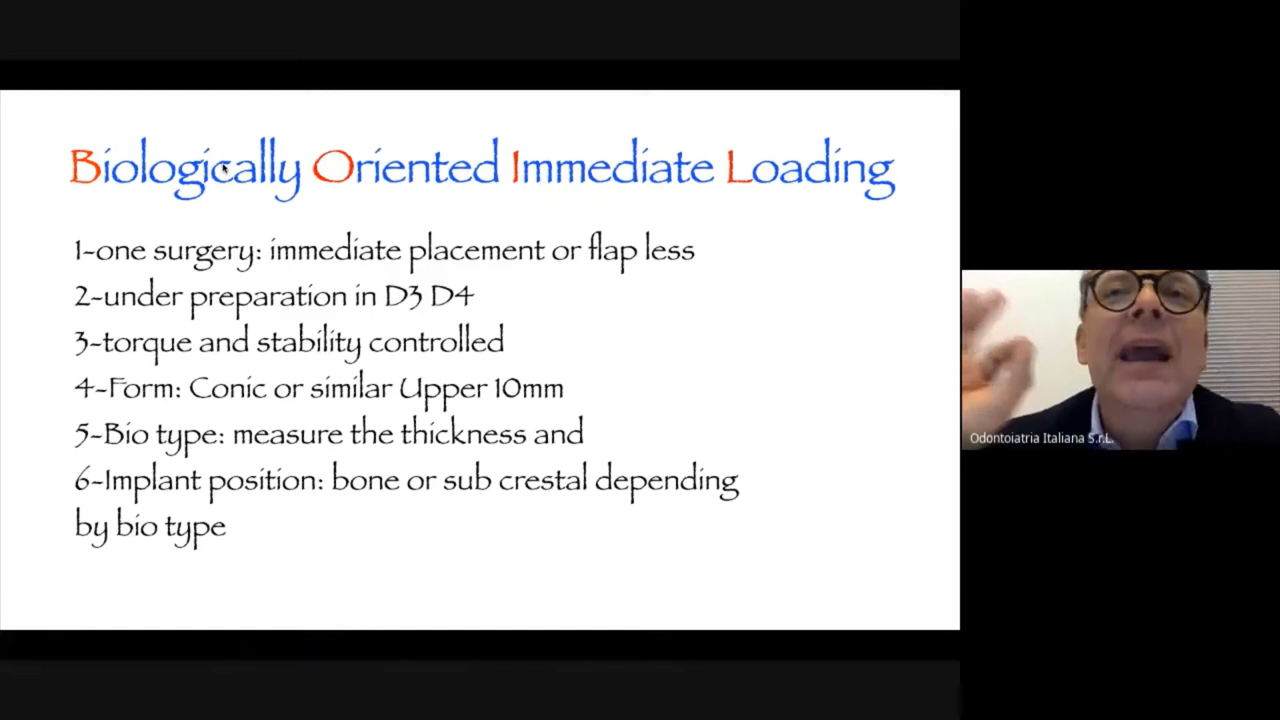 Biologically Oriented Immediate Loading
1-one surgery: immediate placement or flap less
2-under preparation in D3 D4
3-torque and stability controlled
4-Form: Conic or similar Upper 10mm
5-Bio type: measure the thickness and
6-Implant position: bone or sub crestal depending
by bio type
Odontoiatria Italiana S.r.L.